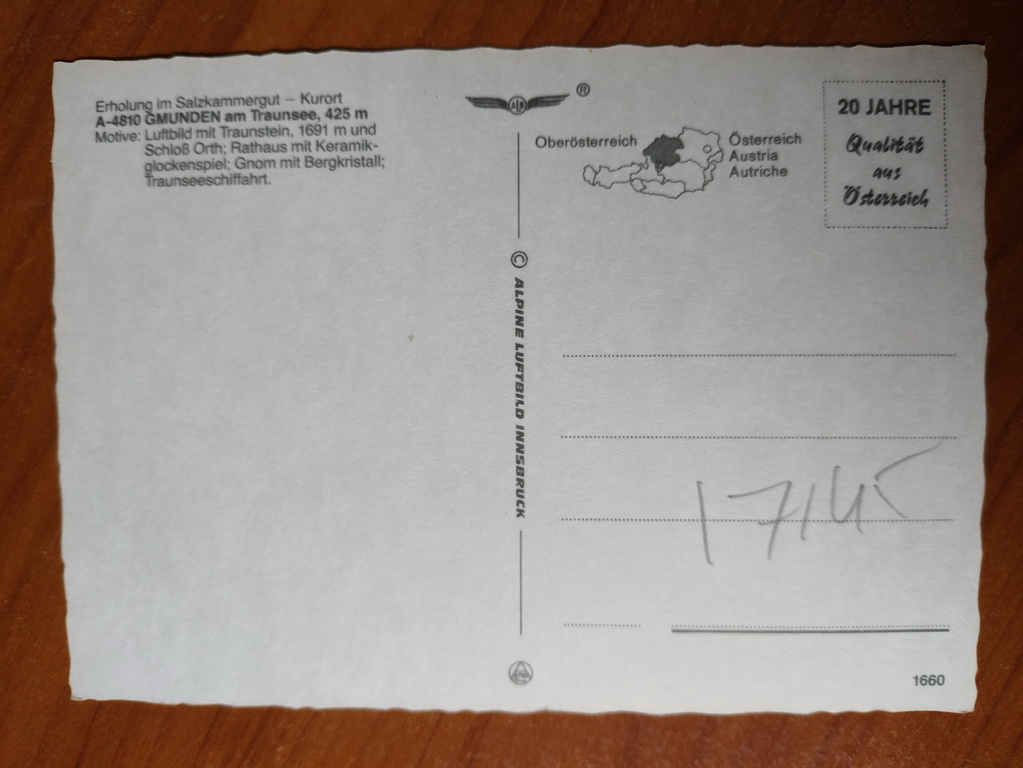 Erholung im Salzkammergut – Kurort
A-4810 GMUNDEN am Traunsee, 425 m
Motive: Luftbild mit Traunstein, 1691 m und
Schloß Orth; Rathaus mit Keramik-
glockenspiel; Gnom mit Bergkristall;
Traunseeschiffahrt.
ALP ®
Oberösterreich
Österreich
Austria
Autriche
20 JAHRE
Qualität
aus
Österreich
© ALPINE LUFTBILD INNSBRUCK
1660